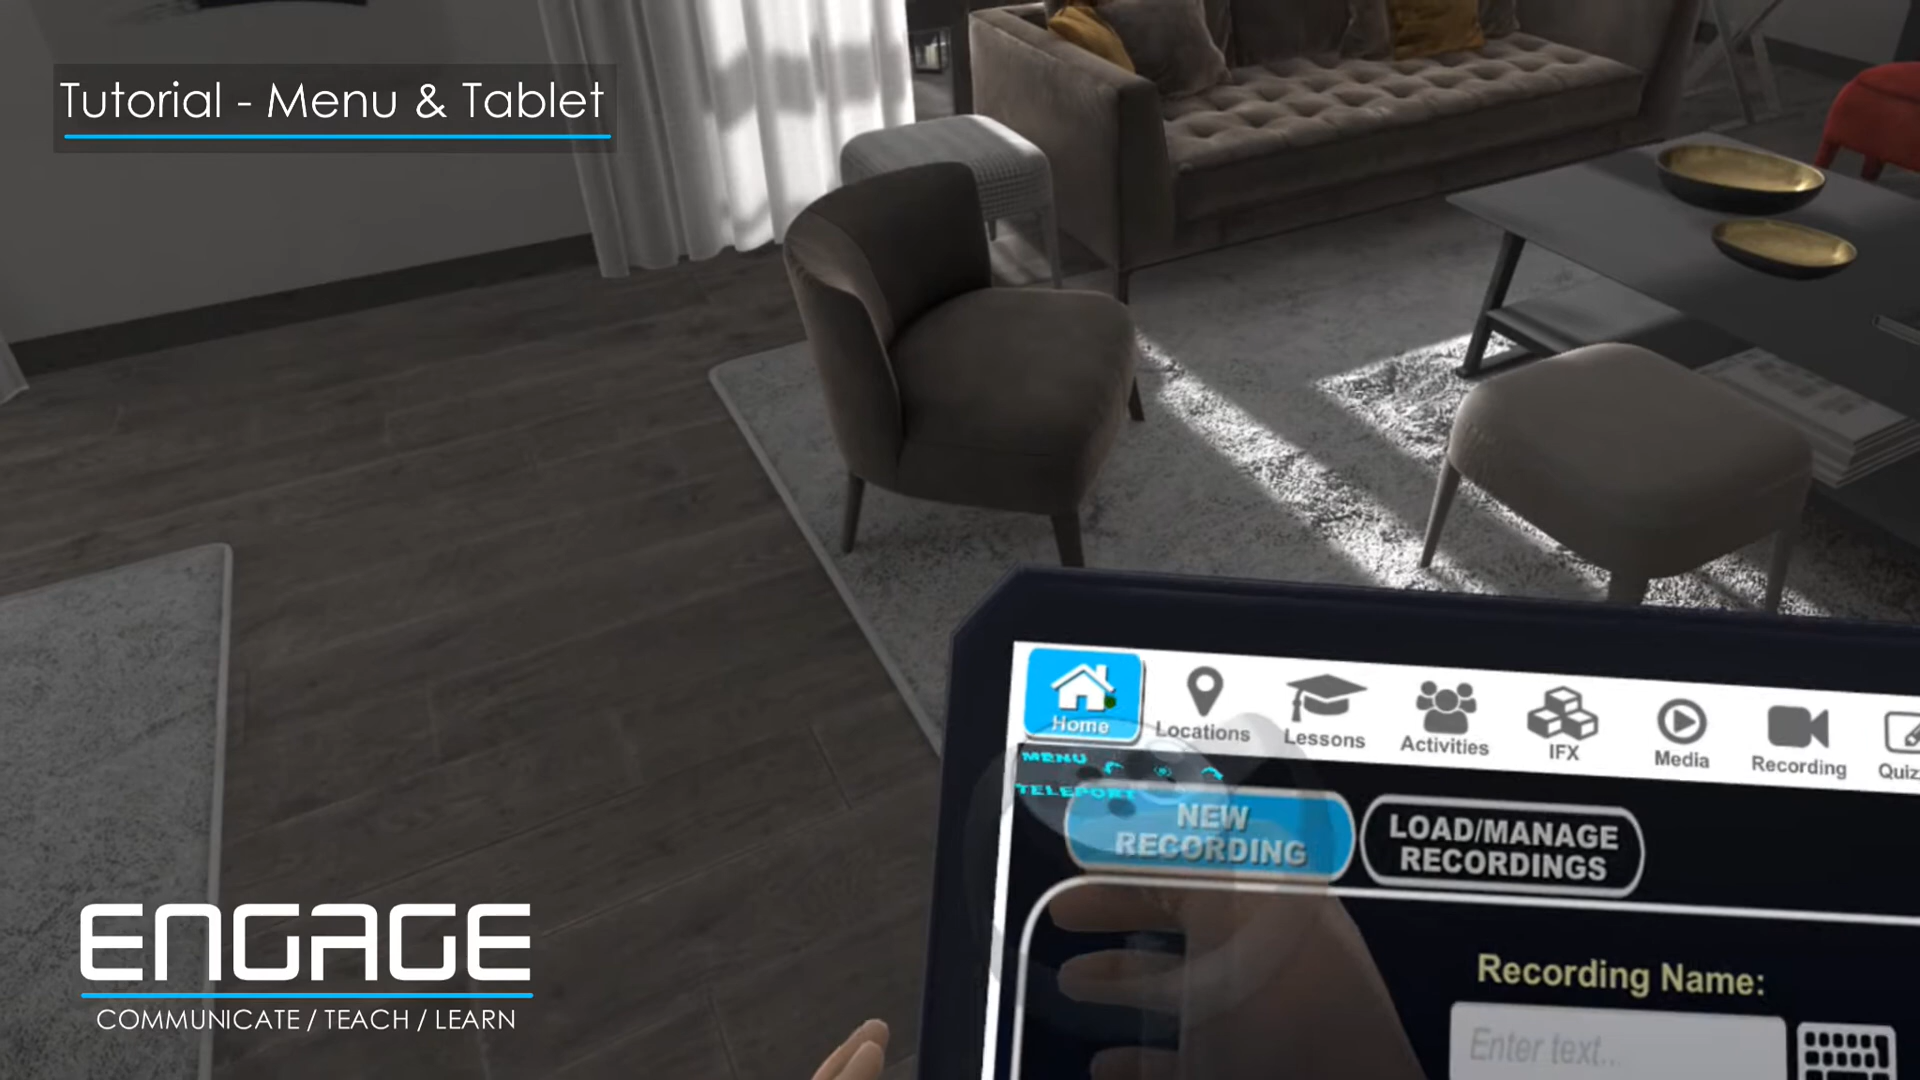 Tutorial - Menu & Tablet
Home
Locations
Lessons
Activities
IFX
Media
Recording
MENU
TELEPORT
NEW
RECORDING
LOAD/MANAGE
RECORDINGS
Recording Name:
Enter text...
ENGAGE
COMMUNICATE / TEACH / LEARN